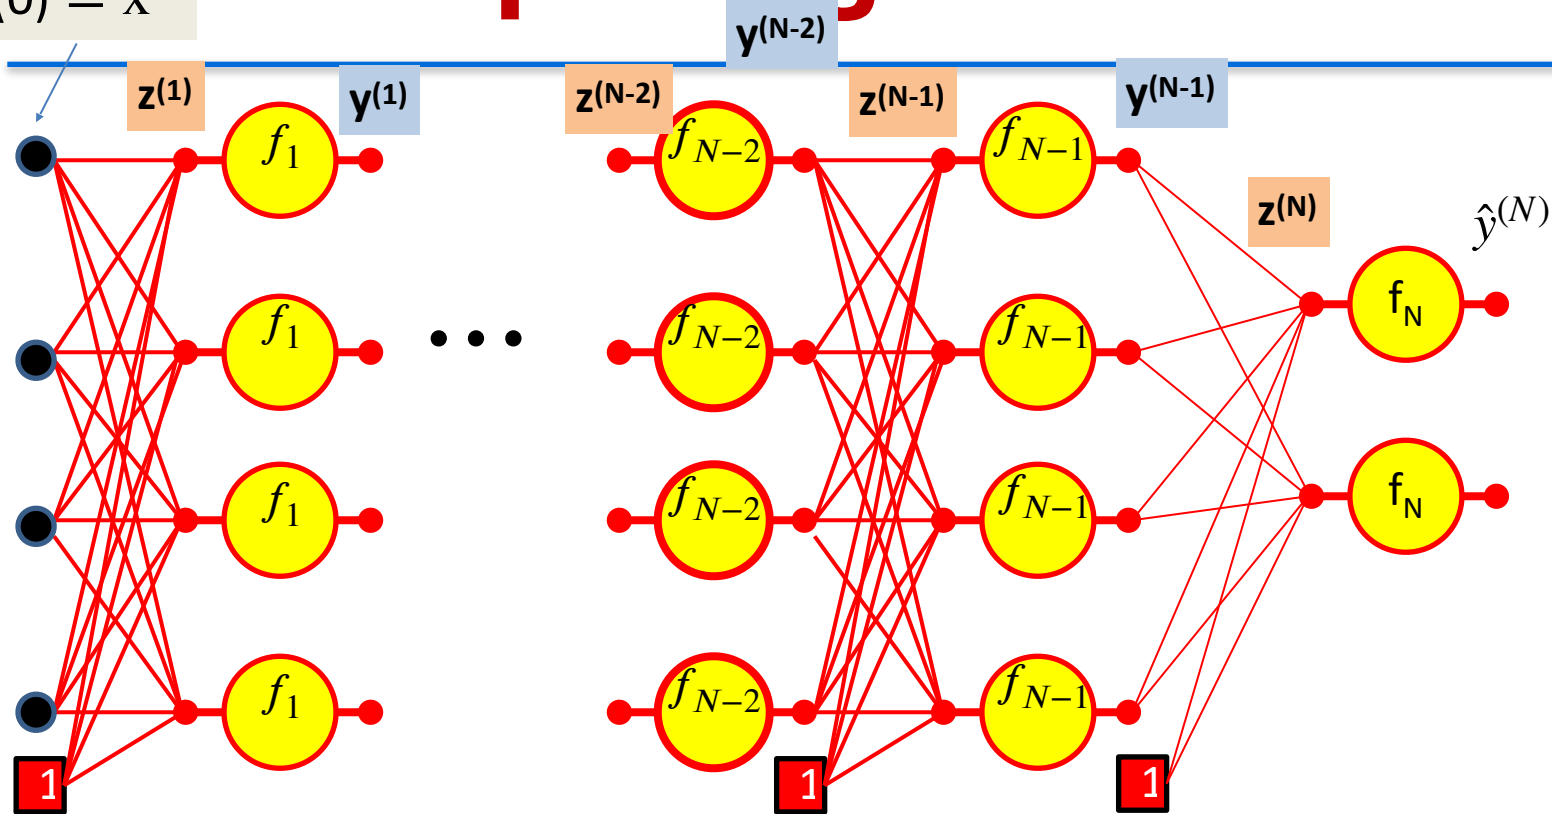 (0) = x
y(N-2)
z(1)
y(1)
z(N-2)
z(N-1)
y(N-1)
z(N)
ŷ(N)
f1
fN−2
fN−1
fN
f1
fN−2
fN−1
f1
fN−2
fN−1
fN
f1
fN−2
fN−1
1
1
1